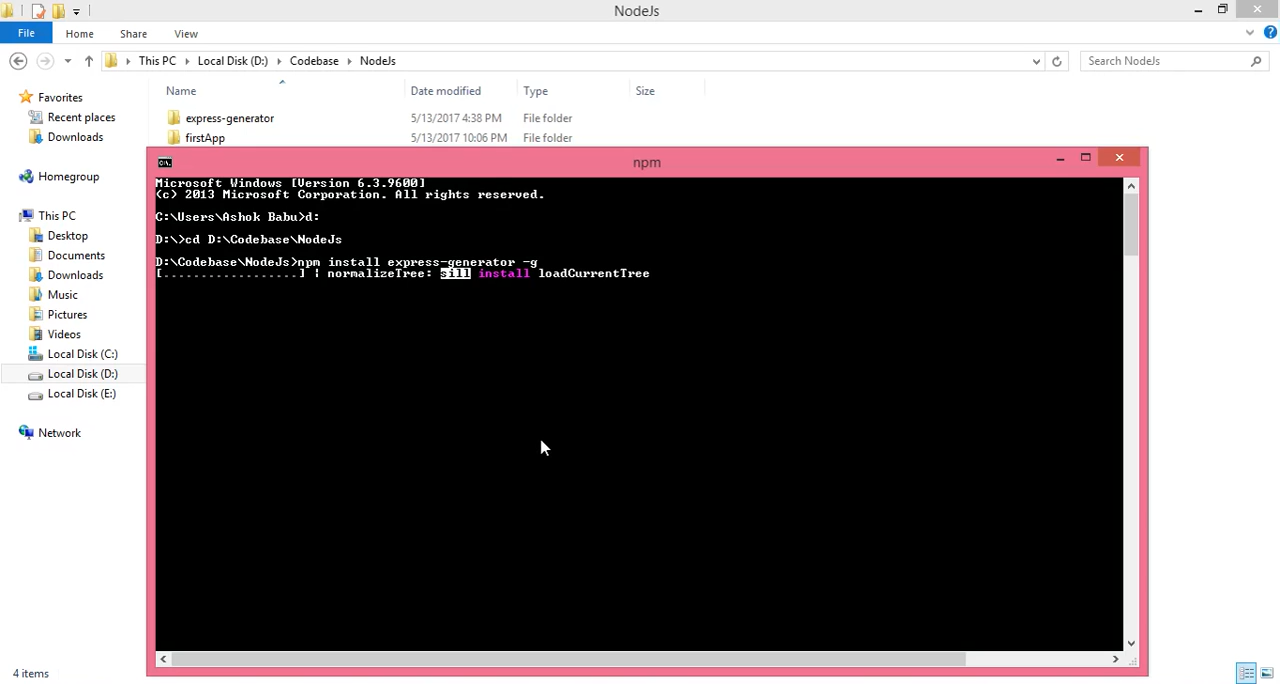 NodeJs
File Home Share View
This PC Local Disk (D:) Codebase NodeJs Search NodeJs
Name Date modified Type Size
Favorites
Recent places
Downloads
Homegroup
This PC
Desktop
Documents
Downloads
Music
Pictures
Videos
Local Disk (C:)
Local Disk (D:)
Local Disk (E:)
Network
express-generator 5/13/2017 4:38 PM File folder
firstApp 5/13/2017 10:06 PM File folder
C:\.
npm
Microsoft Windows [Version 6.3.9600]
(c) 2013 Microsoft Corporation. All rights reserved.
C:\Users\Ashok Babu>d:
D:\>cd D:\Codebase\NodeJs
D:\Codebase\NodeJs>npm install express-generator -g
[..................] | normalizeTree: sill install loadCurrentTree
4 items